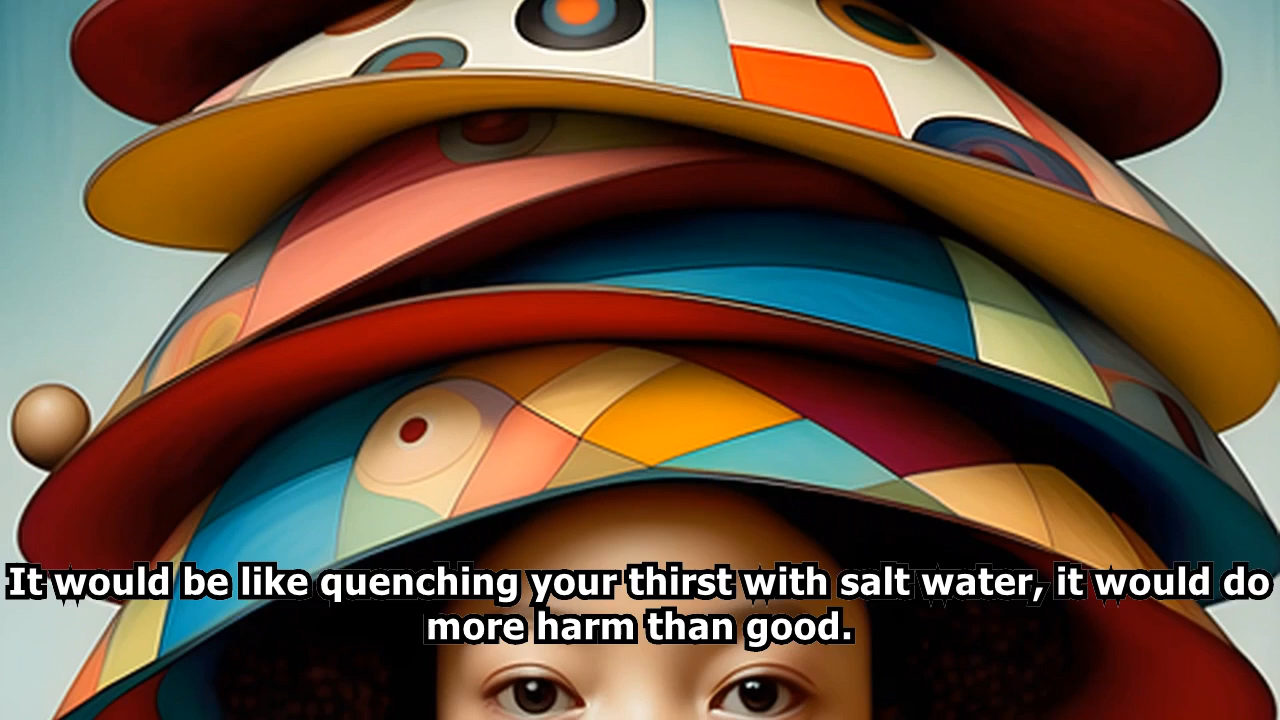 It would be like quenching your thirst with salt water, it would do
more harm than good.